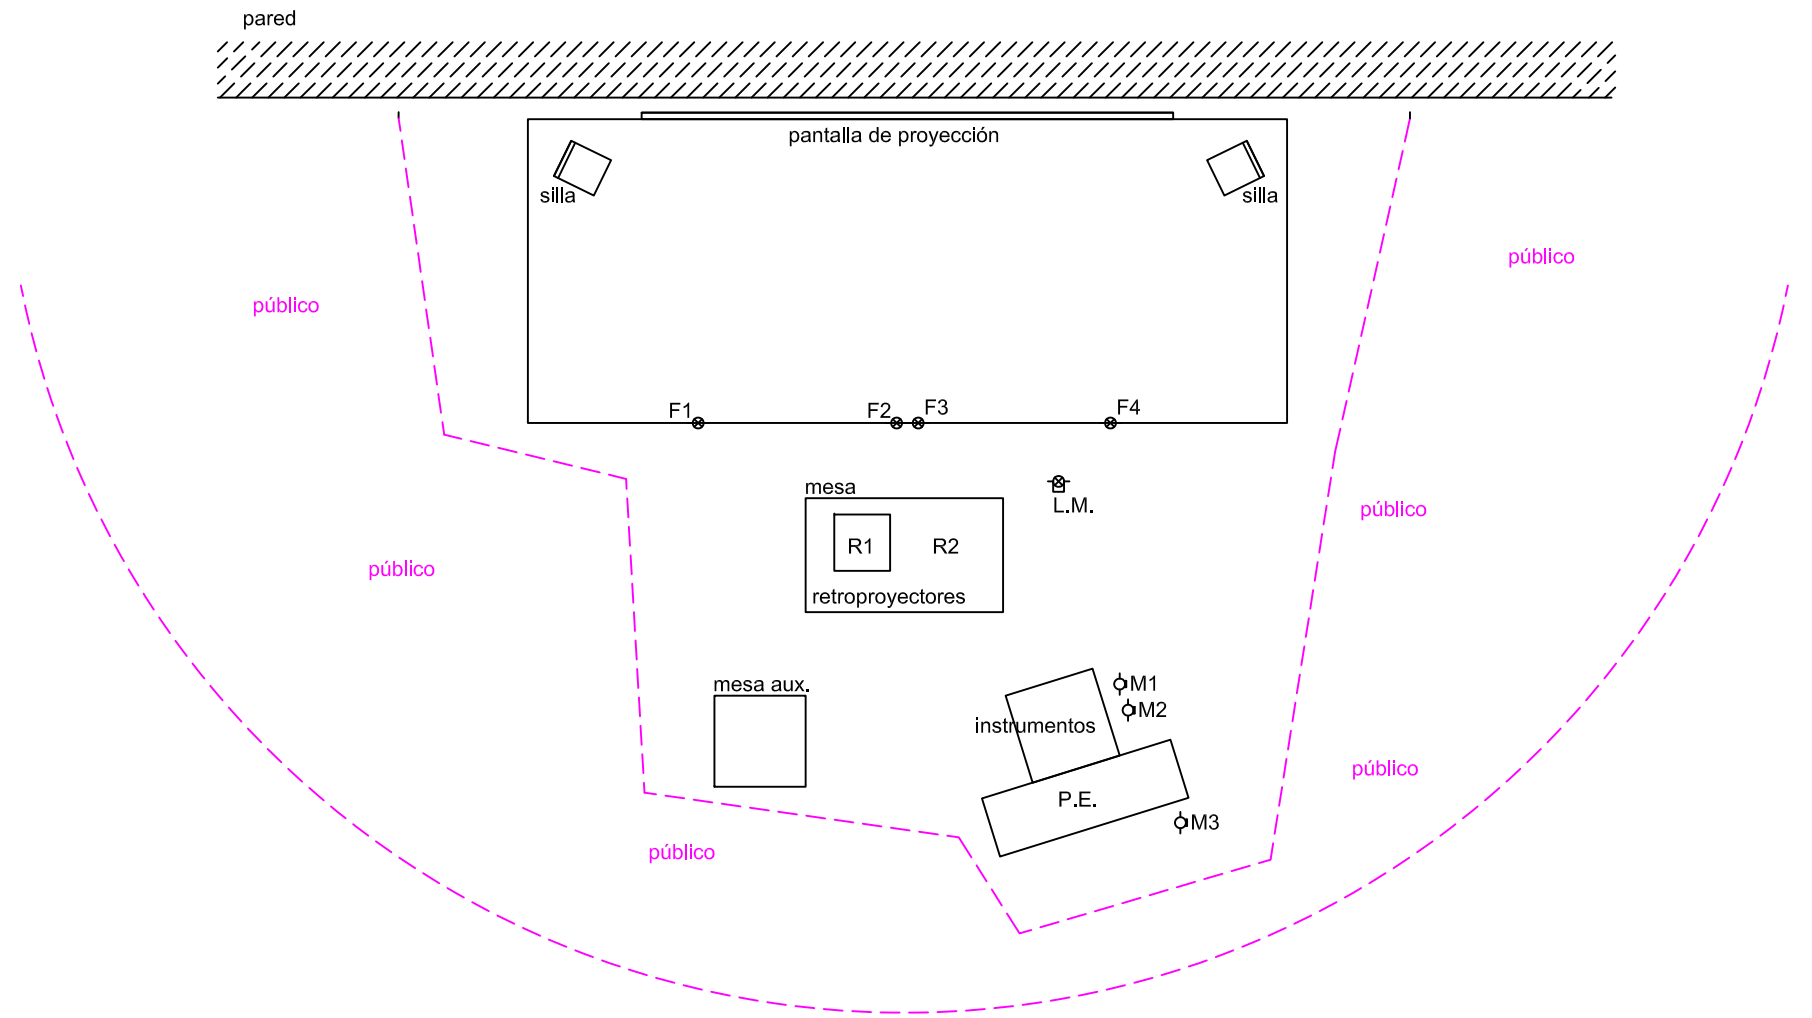 pared
pantalla de proyección
silla
silla
público
público
F1
F2
F3
F4
mesa
L.M.
público
R1
R2
público
retroproyectores
mesa aux.
M1
M2
instrumentos
público
P.E.
M3
público